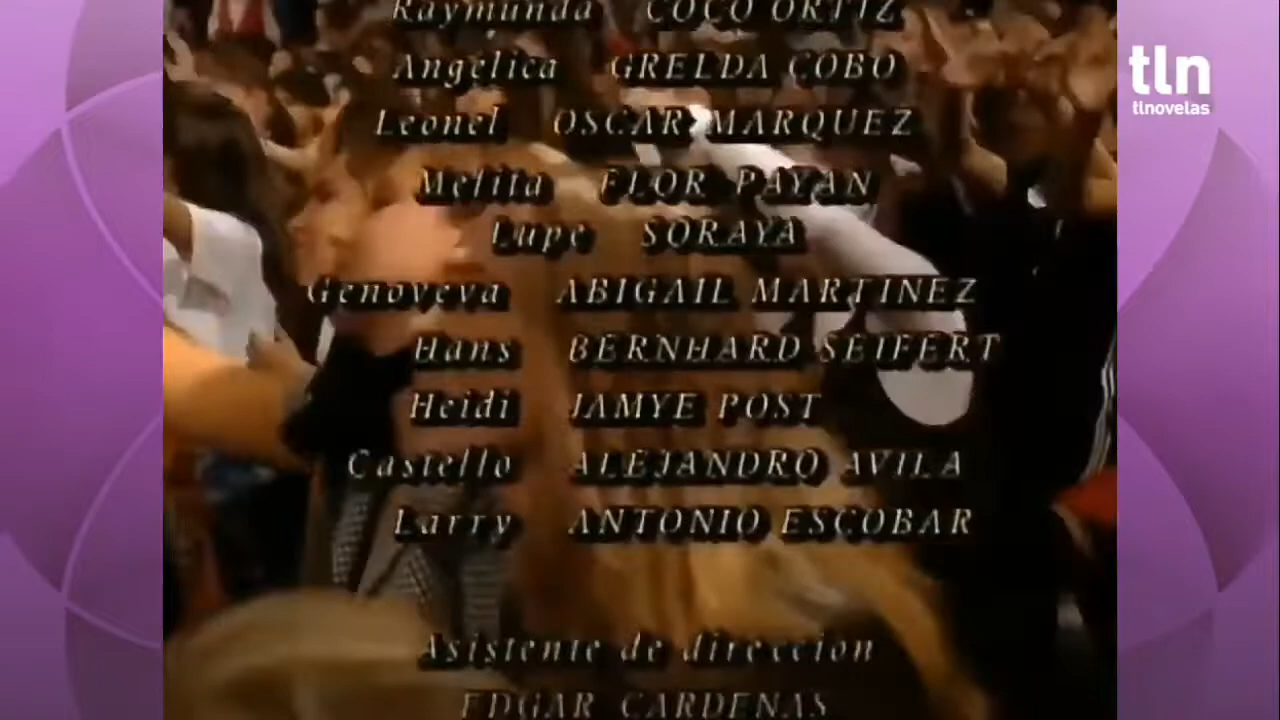 Raymunda COCO ORTIZ
tln
tlnovelas
Angelica GRELDA COBO
Leonel OSCAR MARQUEZ
Melita FLOR PAYAN
Lupe SORAYA
Genoveva ABIGAIL MARTINEZ
Hans BERNHARD SEIFERT
Heidi JAMYE POST
Castello ALEJANDRO AVILA
Larry ANTONIO ESCOBAR
Asistente de direccion
EDGAR CARDENAS